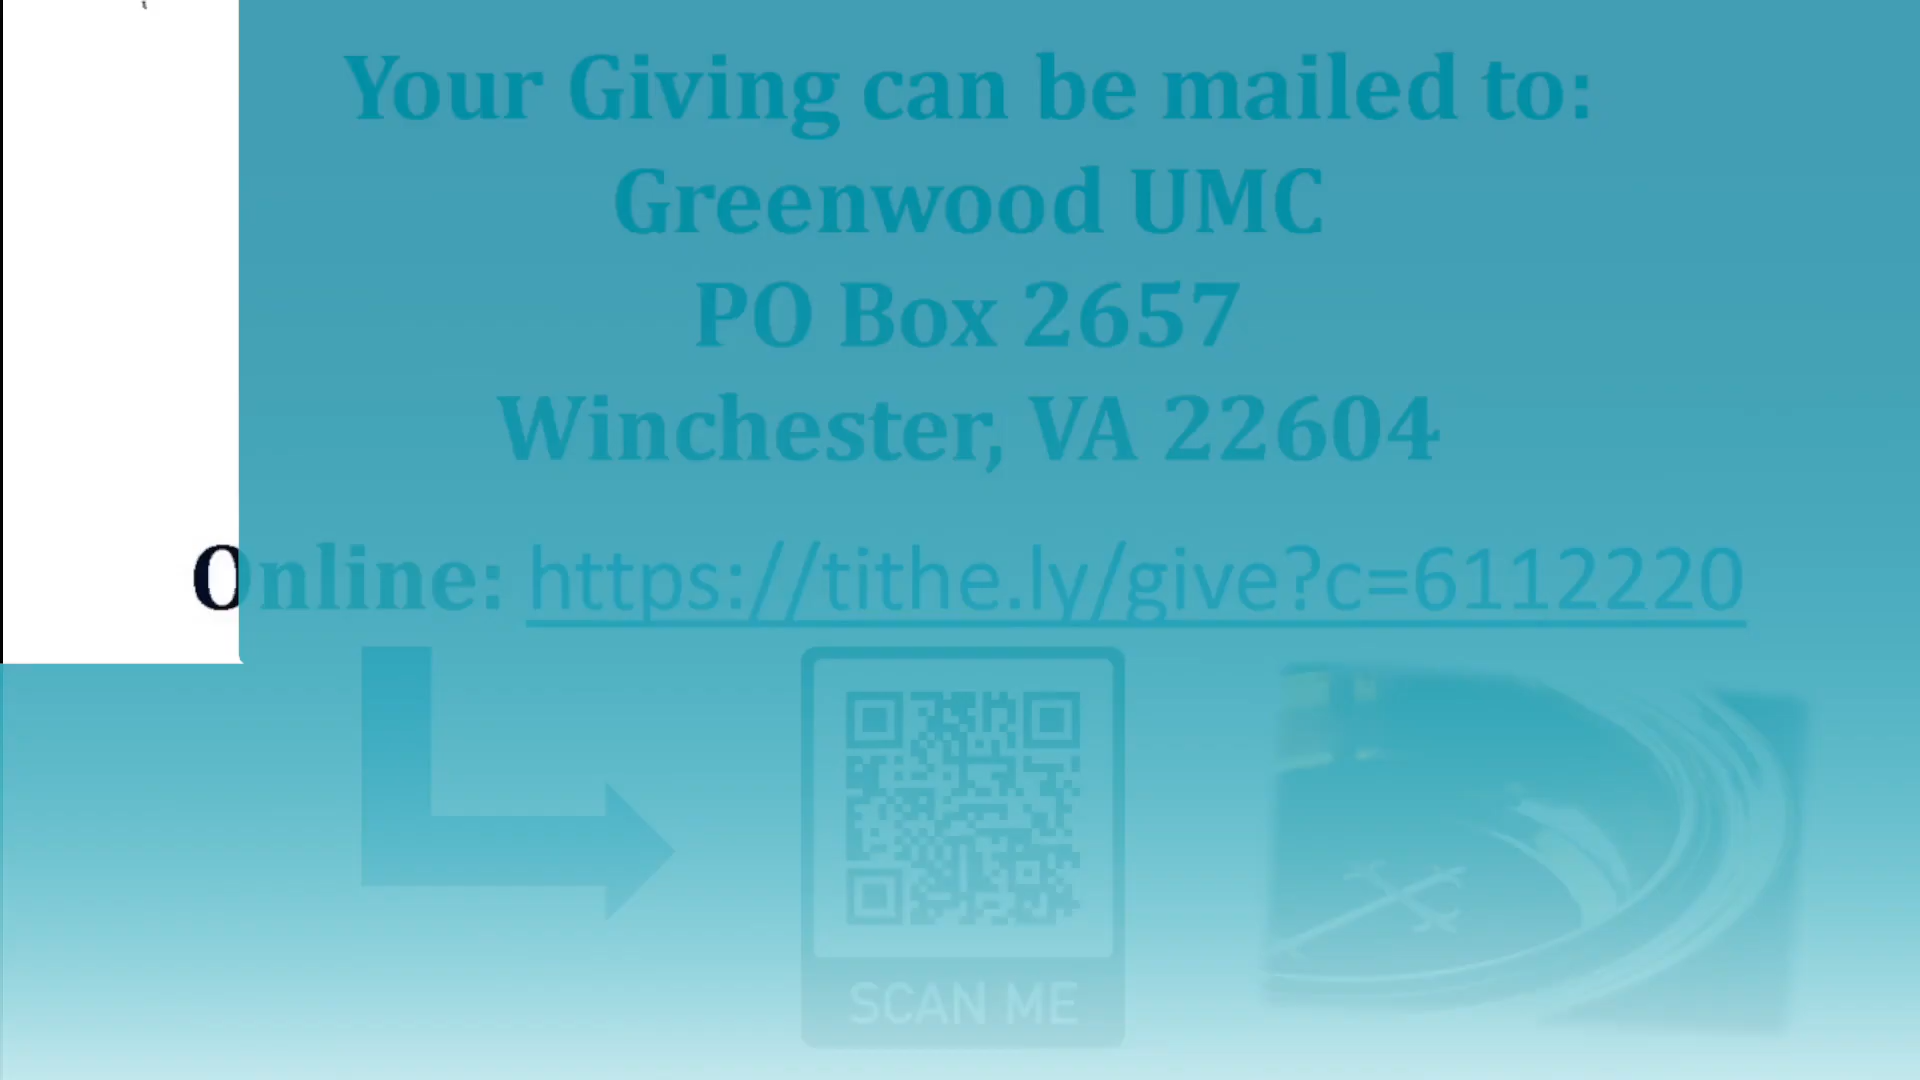 Your Giving can be mailed to:
Greenwood UMC
PO Box 2657
Winchester, VA 22604
Online: https://tithe.ly/give?c=6112220
SCAN ME